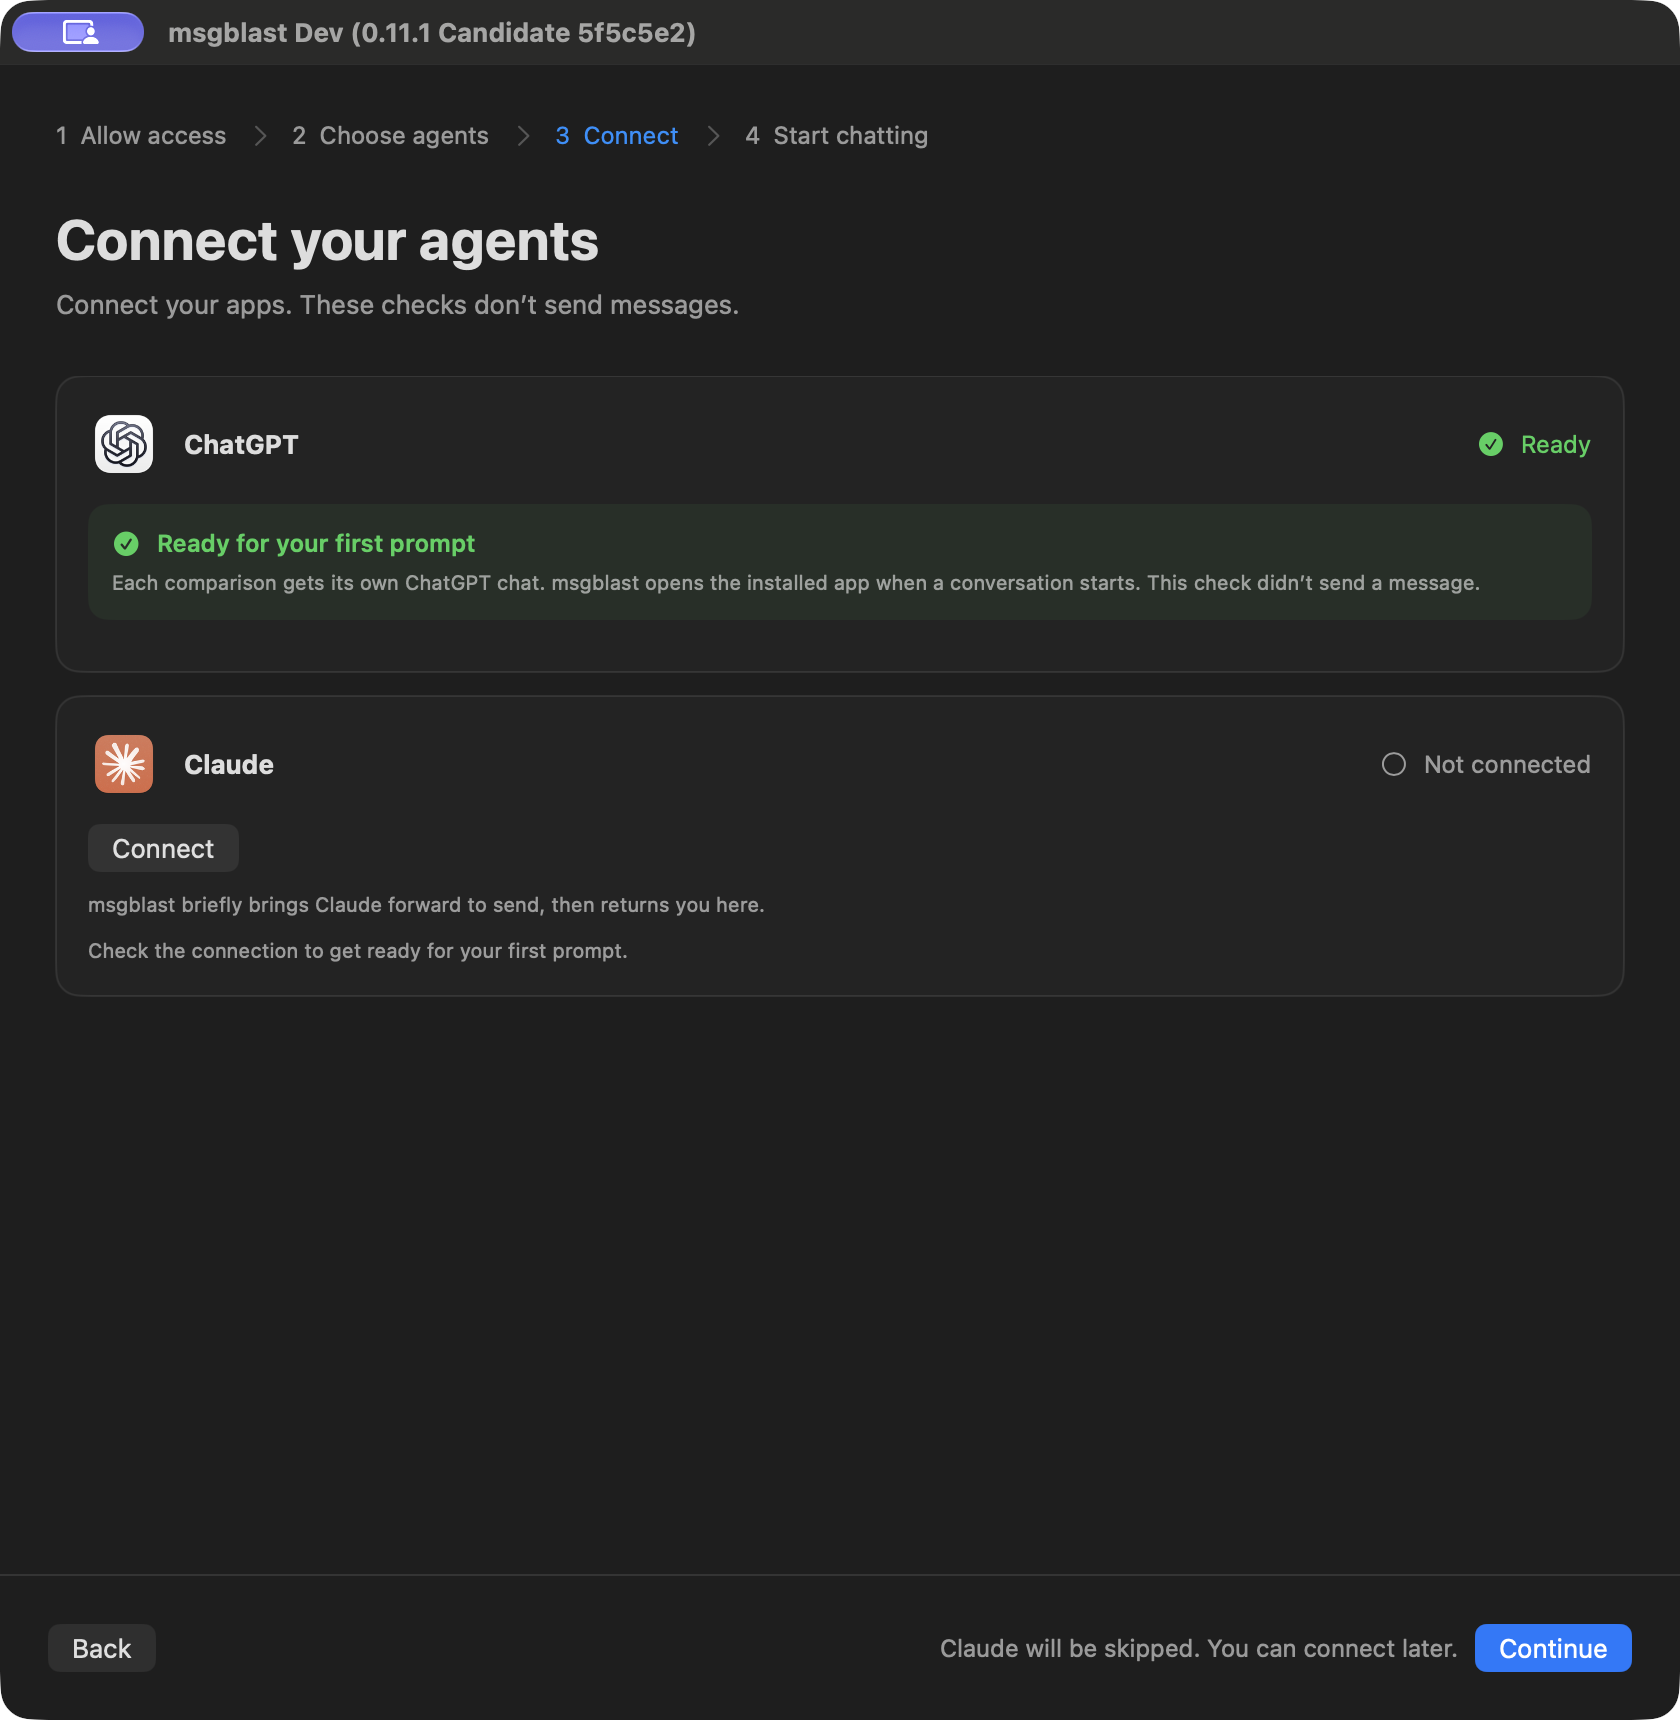 msgblast Dev (0.11.1 Candidate 5f5c5e2)
1 Allow access > 2 Choose agents > 3 Connect > 4 Start chatting
Connect your agents
Connect your apps. These checks don’t send messages.
ChatGPT
Ready
Ready for your first prompt
Each comparison gets its own ChatGPT chat. msgblast opens the installed app when a conversation starts. This check didn’t send a message.
Claude
Not connected
Connect
msgblast briefly brings Claude forward to send, then returns you here.
Check the connection to get ready for your first prompt.
Back
Claude will be skipped. You can connect later.
Continue